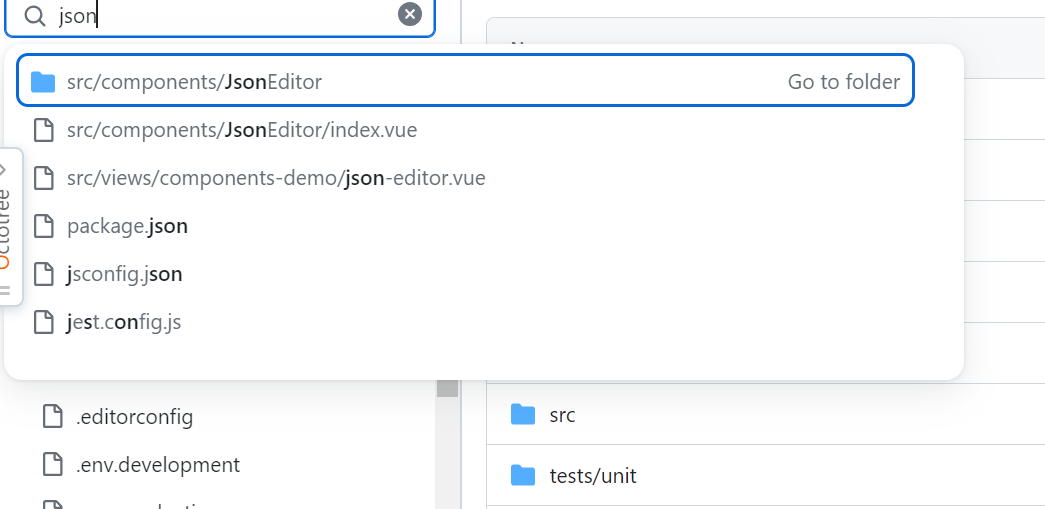 json
src/components/JsonEditor
Go to folder
src/components/JsonEditor/index.vue
src/views/components-demo/json-editor.vue
package.json
jsconfig.json
jest.config.js
Octotree
.editorconfig
.env.development
src
tests/unit